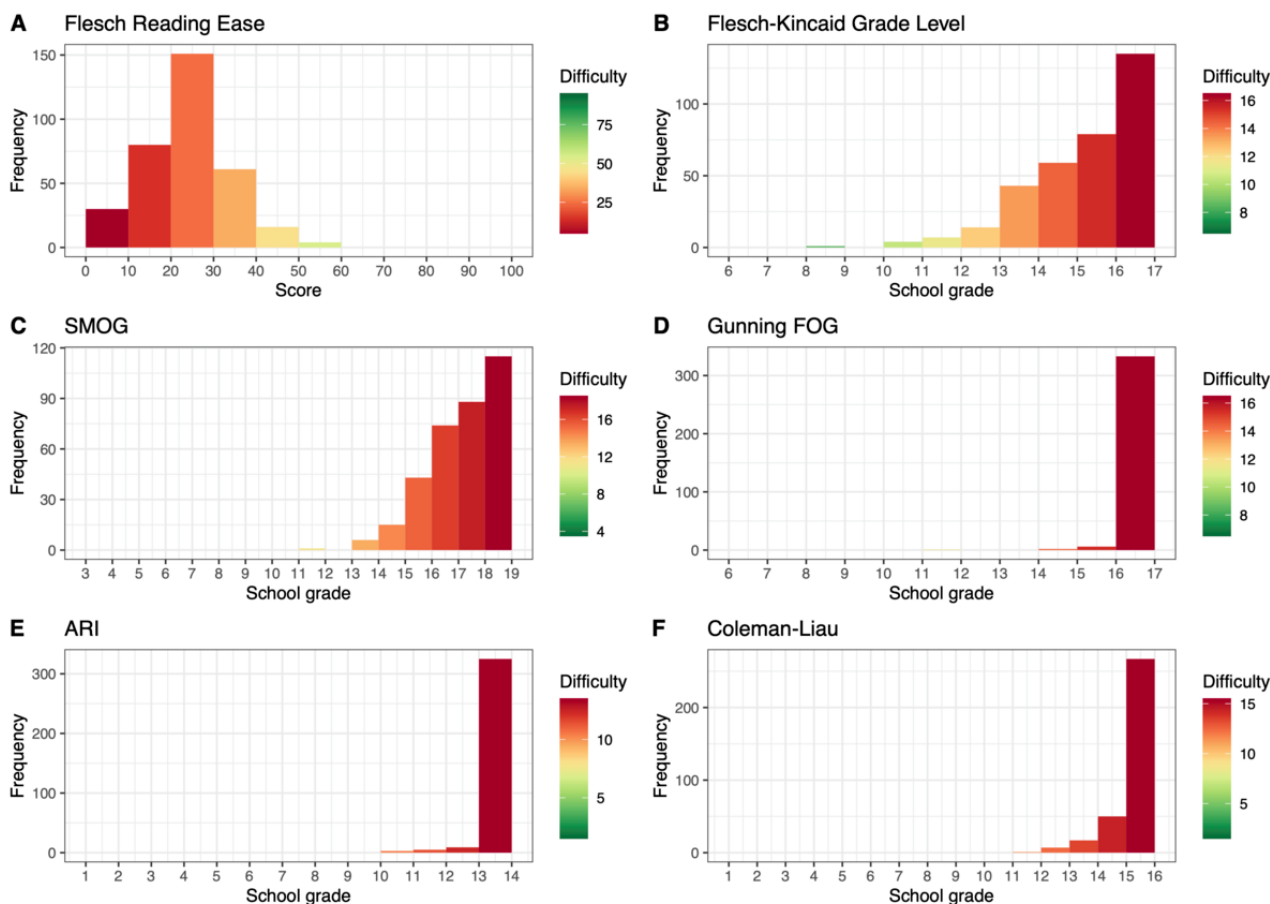 A Flesch Reading Ease
150
100
50
0
Frequency
0 10 20 30 40 50 60 70 80 90 100
Score
Difficulty
75
50
25
B Flesch-Kincaid Grade Level
100
50
0
Frequency
6 7 8 9 10 11 12 13 14 15 16 17
School grade
Difficulty
16
14
12
10
8
C SMOG
120
90
60
30
0
Frequency
3 4 5 6 7 8 9 10 11 12 13 14 15 16 17 18 19
School grade
Difficulty
16
12
8
4
D Gunning FOG
300
200
100
0
Frequency
6 7 8 9 10 11 12 13 14 15 16 17
School grade
Difficulty
16
14
12
10
8
E ARI
300
200
100
0
Frequency
1 2 3 4 5 6 7 8 9 10 11 12 13 14
School grade
Difficulty
10
5
F Coleman-Liau
200
100
0
Frequency
1 2 3 4 5 6 7 8 9 10 11 12 13 14 15 16
School grade
Difficulty
15
10
5